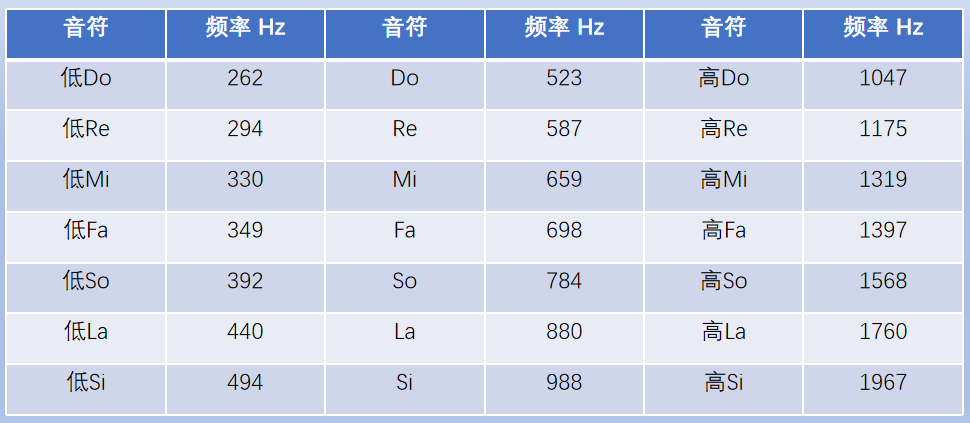 音符 频率 Hz 音符 频率 Hz 音符 频率 Hz
低Do 262 Do 523 高Do 1047
低Re 294 Re 587 高Re 1175
低Mi 330 Mi 659 高Mi 1319
低Fa 349 Fa 698 高Fa 1397
低So 392 So 784 高So 1568
低La 440 La 880 高La 1760
低Si 494 Si 988 高Si 1967